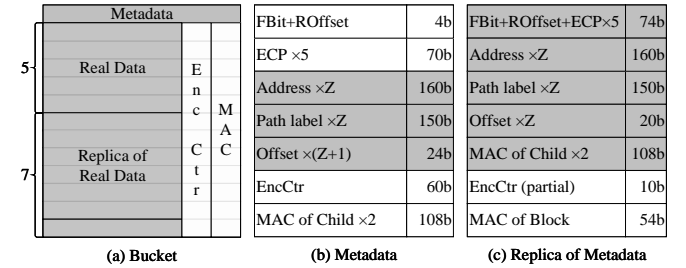 Metadata
5
Real Data
7
Replica of
Real Data
Enc Ctr
MAC
(a) Bucket
FBit+ROffset 4b
ECP ×5 70b
Address ×Z 160b
Path label ×Z 150b
Offset ×(Z+1) 24b
EncCtr 60b
MAC of Child ×2 108b
(b) Metadata
FBit+ROffset+ECP×5 74b
Address ×Z 160b
Path label ×Z 150b
Offset ×Z 20b
MAC of Child ×2 108b
EncCtr (partial) 10b
MAC of Block 54b
(c) Replica of Metadata